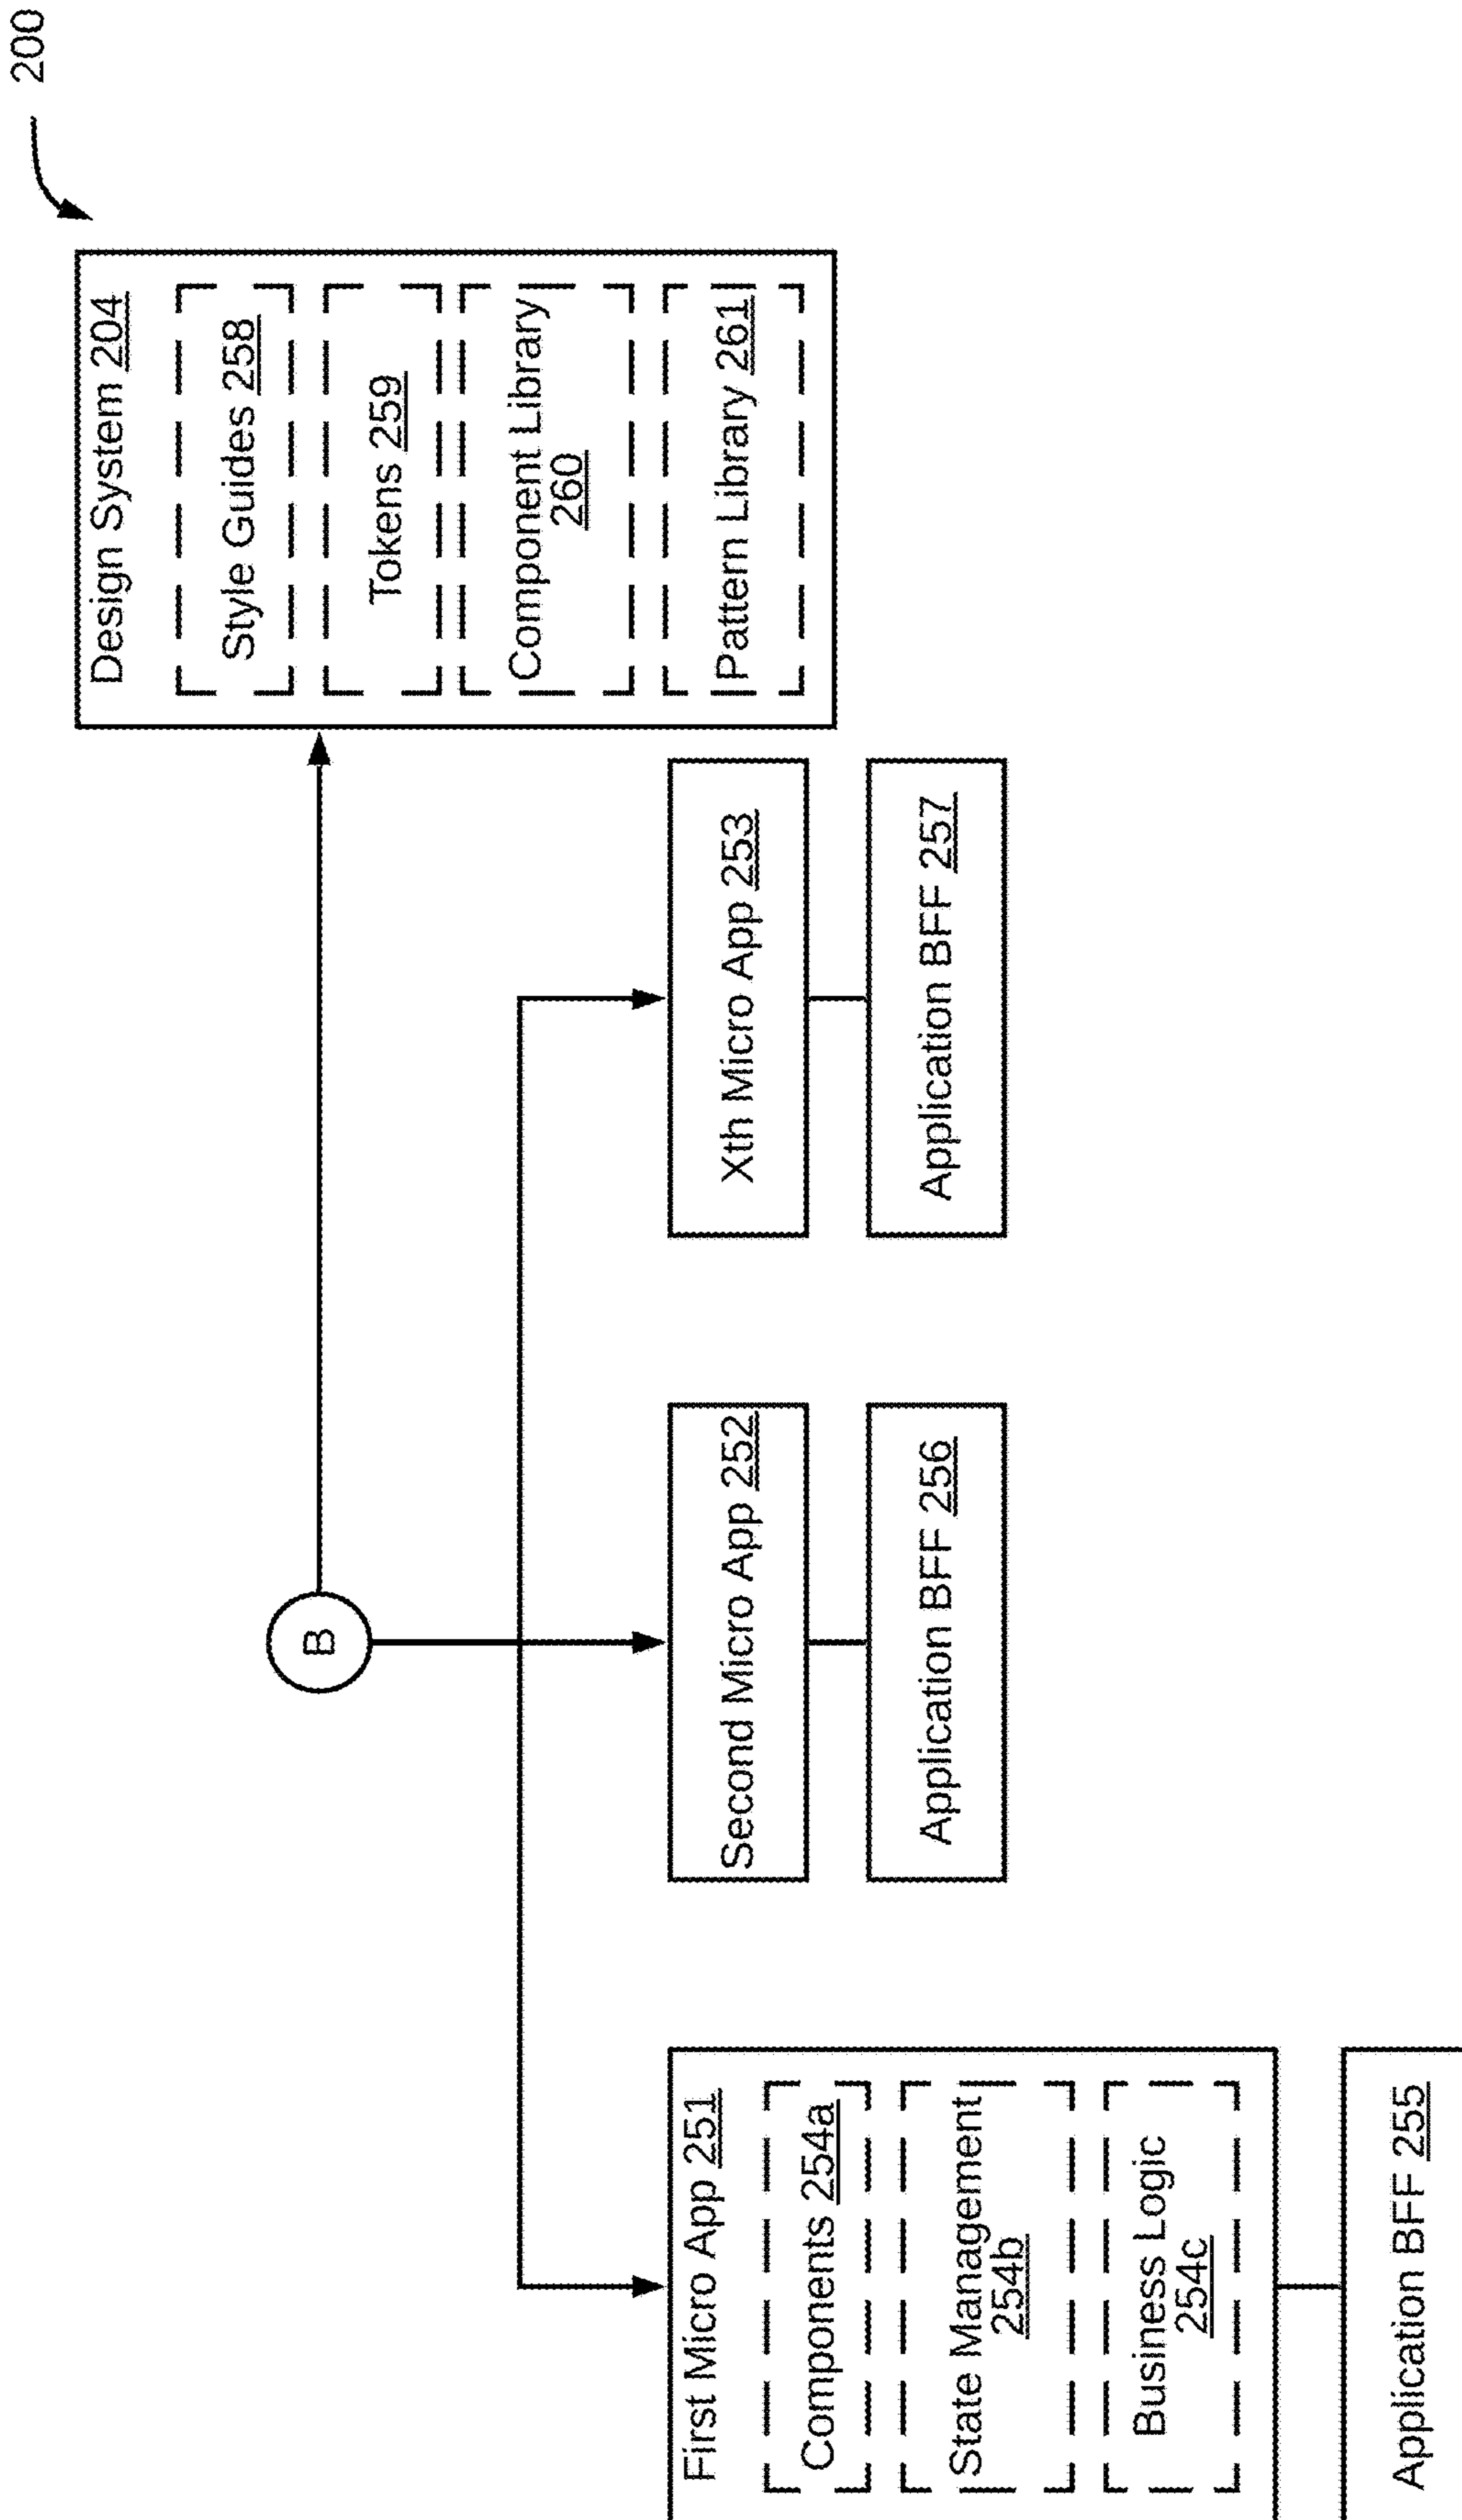 200
B
First Micro App 251
Components 254a
State Management
254b
Business Logic
254c
Application BFF 255
Second Micro App 252
Application BFF 256
Xth Micro App 253
Application BFF 257
Design System 204
Style Guides 258
Tokens 259
Component Library
260
Pattern Library 261